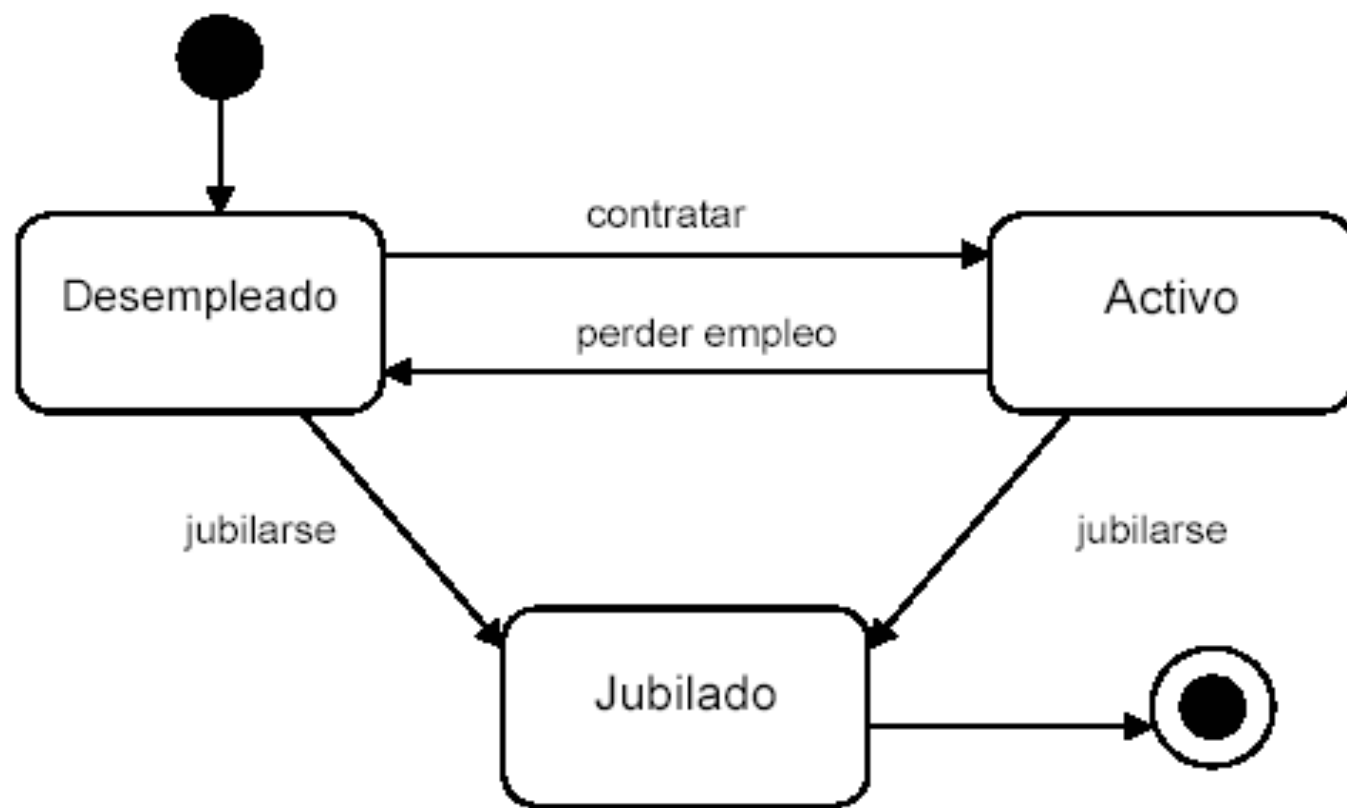 contratar
Desempleado
Activo
perder empleo
jubilarse
jubilarse
Jubilado